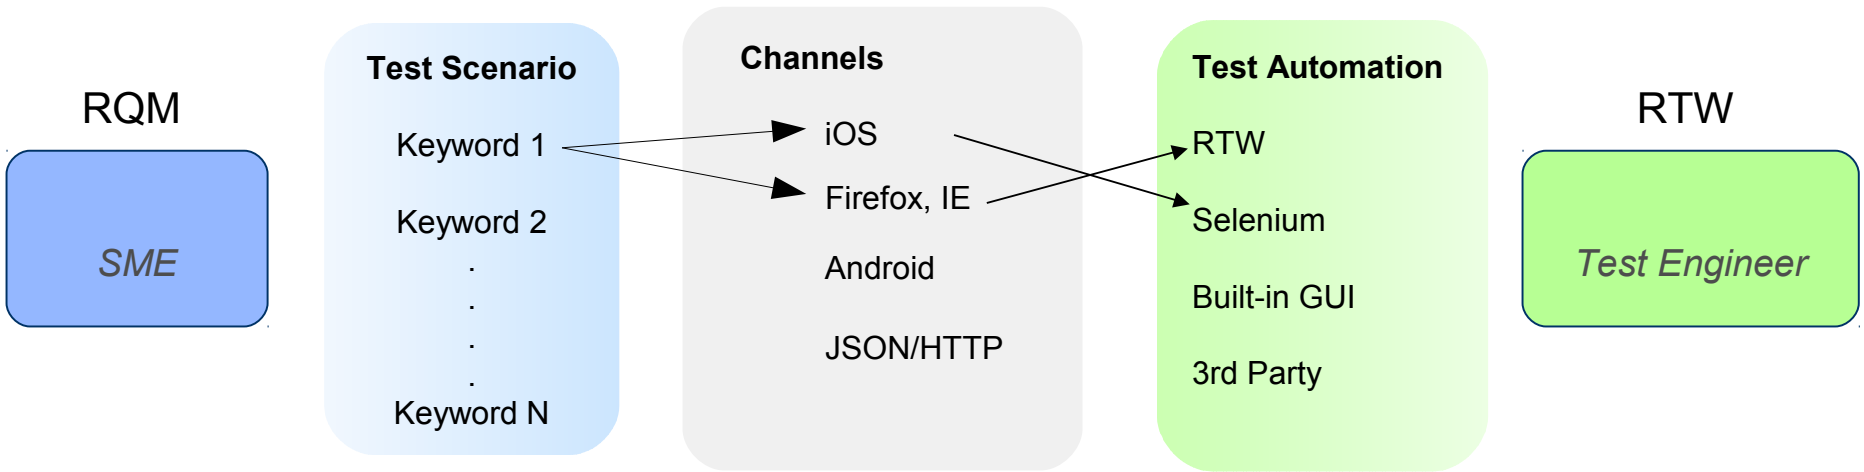 RQM
SME
Test Scenario
Keyword 1
Keyword 2
.
.
.
.
Keyword N
Channels
iOS
Firefox, IE
Android
JSON/HTTP
Test Automation
RTW
Selenium
Built-in GUI
3rd Party
RTW
Test Engineer